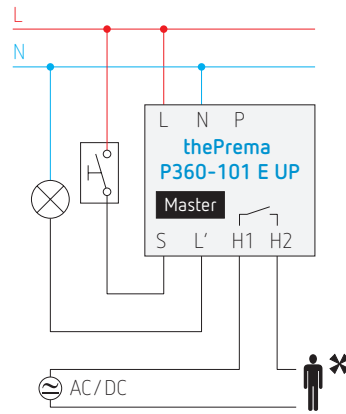 L
N
L N P
thePrema
P360-101 E UP
Master
S L′ H1 H2
AC/DC